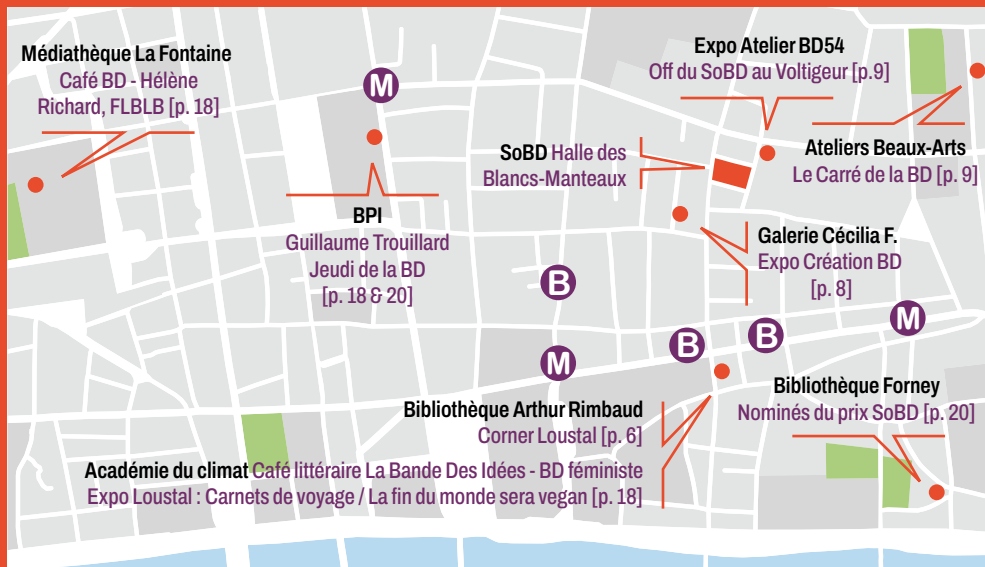 Médiathèque La Fontaine
Café BD - Hélène
Richard, FLBLB [p. 18]
M
Expo Atelier BD54
Off du SoBD au Voltigeur [p.9]
SoBD Halle des
Blancs-Manteaux
Ateliers Beaux-Arts
Le Carré de la BD [p. 9]
BPI
Guillaume Trouillard
Jeudi de la BD
[p. 18 & 20]
Galerie Cécilia F.
Expo Création BD
[p. 8]
B
M
B
B
M
Bibliothèque Arthur Rimbaud
Corner Loustal [p. 6]
Bibliothèque Forney
Nominés du prix SoBD [p. 20]
Académie du climat Café littéraire La Bande Des Idées - BD féministe
Expo Loustal : Carnets de voyage / La fin du monde sera vegan [p. 18]